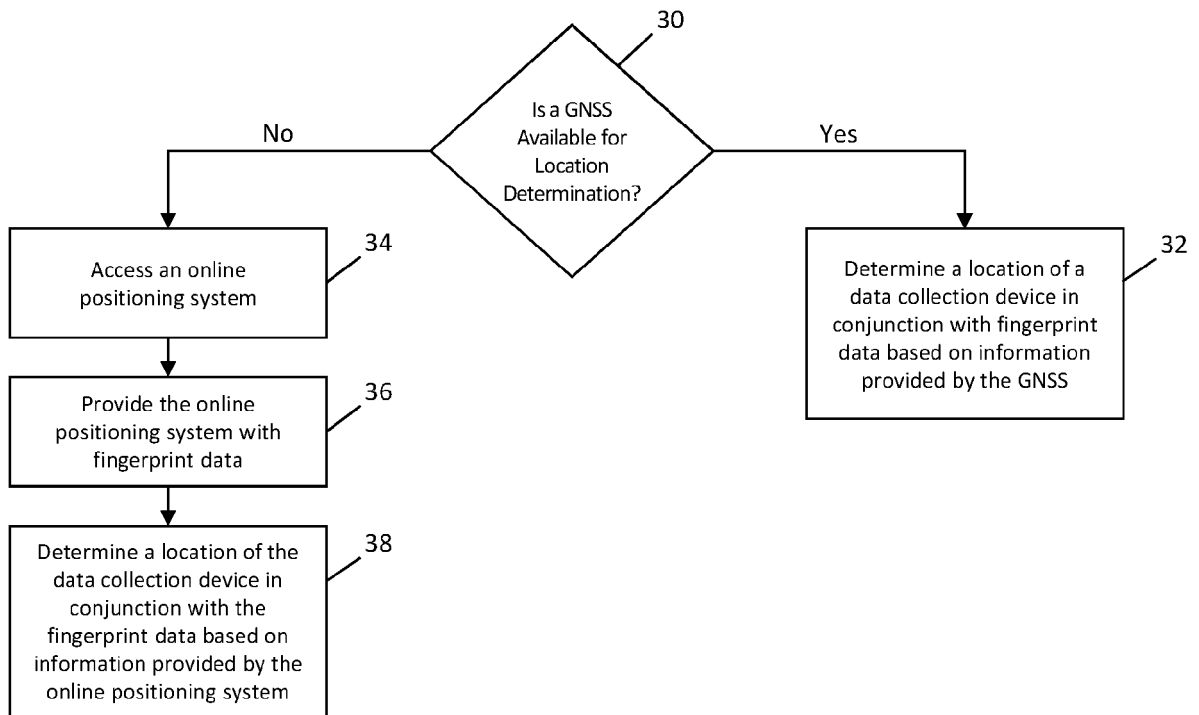 30
Is a GNSS
Available for
Location
Determination?
No
Yes
34
Access an online
positioning system
32
Determine a location of a
data collection device in
conjunction with fingerprint
data based on information
provided by the GNSS
36
Provide the online
positioning system with
fingerprint data
38
Determine a location of the
data collection device in
conjunction with the
fingerprint data based on
information provided by the
online positioning system